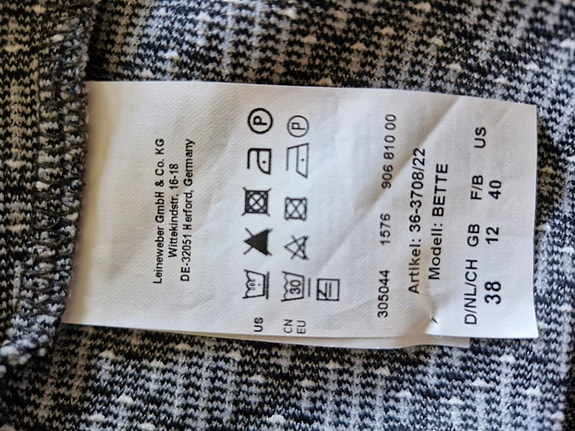 Leineweber GmbH & Co. KG
Wittekindstr. 16-18
DE-32051 Herford, Germany
US
P
CN
EU
30
P
305044 1576 906 810 00
Artikel: 36-3708/22
Modell: BETTE
D/NL/CH GB F/B US
38 12 40